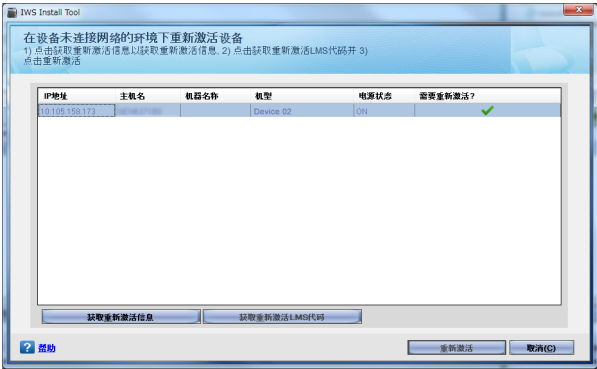 IWS Install Tool
在设备未连接网络的环境下重新激活设备
1) 点击获取重新激活信息以获取重新激活信息, 2) 点击获取重新激活LMS代码并 3)
点击重新激活
IP地址 主机名 机器名称 机型 电源状态 需要重新激活？
10.105.158.173 Device 02 ON
获取重新激活信息 获取重新激活LMS代码
帮助 重新激活 取消(C)